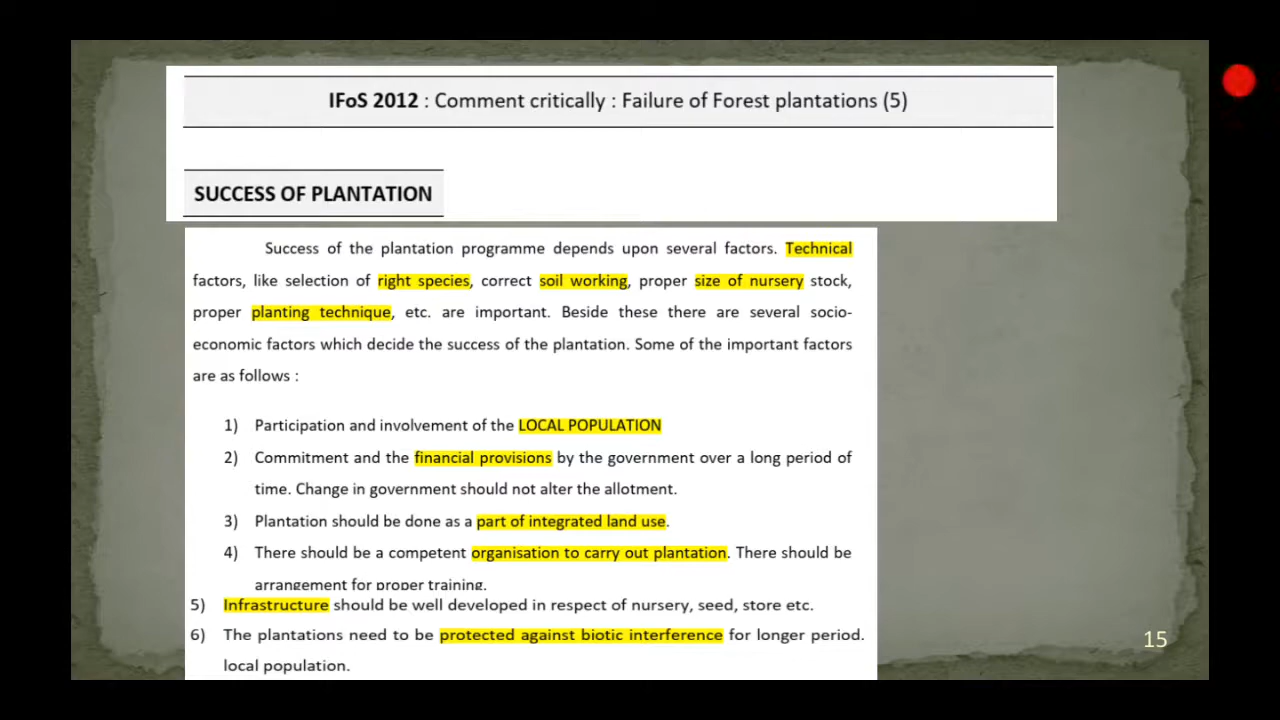 IFoS 2012 : Comment critically : Failure of Forest plantations (5)
SUCCESS OF PLANTATION
Success of the plantation programme depends upon several factors. Technical
factors, like selection of right species, correct soil working, proper size of nursery stock,
proper planting technique, etc. are important. Beside these there are several socio-
economic factors which decide the success of the plantation. Some of the important factors
are as follows :
1) Participation and involvement of the LOCAL POPULATION
2) Commitment and the financial provisions by the government over a long period of
time. Change in government should not alter the allotment.
3) Plantation should be done as a part of integrated land use.
4) There should be a competent organisation to carry out plantation. There should be
arrangement for proper training.
5) Infrastructure should be well developed in respect of nursery, seed, store etc.
6) The plantations need to be protected against biotic interference for longer period.
local population.
15